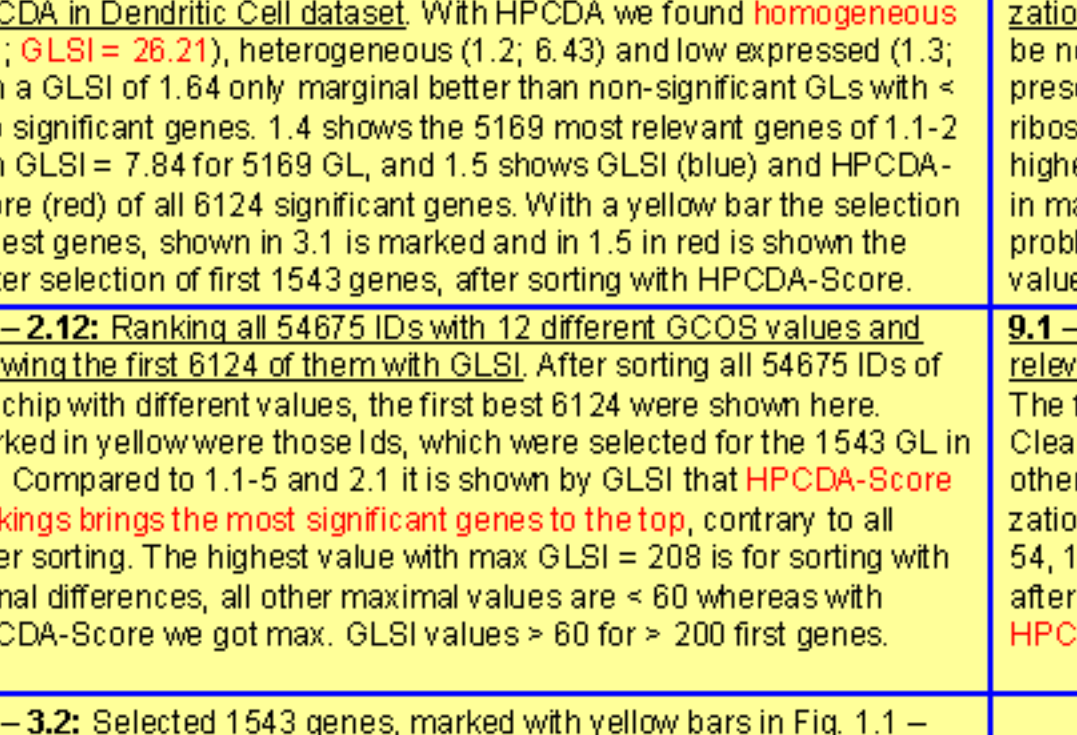 CDA in Dendritic Cell dataset. With HPCDA we found homogeneous
; GLSI = 26.21), heterogeneous (1.2; 6.43) and low expressed (1.3;
a GLSI of 1.64 only marginal better than non-significant GLs with <
significant genes. 1.4 shows the 5169 most relevant genes of 1.1-2
GLSI = 7.84 for 5169 GL, and 1.5 shows GLSI (blue) and HPCDA-
re (red) of all 6124 significant genes. With a yellow bar the selection
est genes, shown in 3.1 is marked and in 1.5 in red is shown the
er selection of first 1543 genes, after sorting with HPCDA-Score.
– 2.12: Ranking all 54675 IDs with 12 different GCOS values and
wing the first 6124 of them with GLSI. After sorting all 54675 IDs of
chip with different values, the first best 6124 were shown here.
rked in yellow were those Ids, which were selected for the 1543 GL in
Compared to 1.1-5 and 2.1 it is shown by GLSI that HPCDA-Score
kings brings the most significant genes to the top, contrary to all
er sorting. The highest value with max GLSI = 208 is for sorting with
nal differences, all other maximal values are < 60 whereas with
CDA-Score we got max. GLSI values > 60 for > 200 first genes.
– 3.2: Selected 1543 genes, marked with yellow bars in Fig. 1.1 –
zatio
be n
pres
ribos
highe
in ma
prob
value
9.1 –
relev
The f
Clea
other
zatio
54, 1
after
HPC